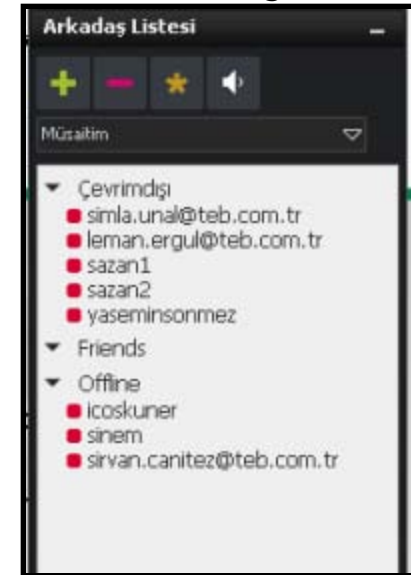 Arkadaş Listesi
Müsaitim
Çevrimdışı
simla.unal@teb.com.tr
leman.ergul@teb.com.tr
sazan1
sazan2
yaseminsonmez
Friends
Offline
icoskuner
sinem
sirvan.canitez@teb.com.tr